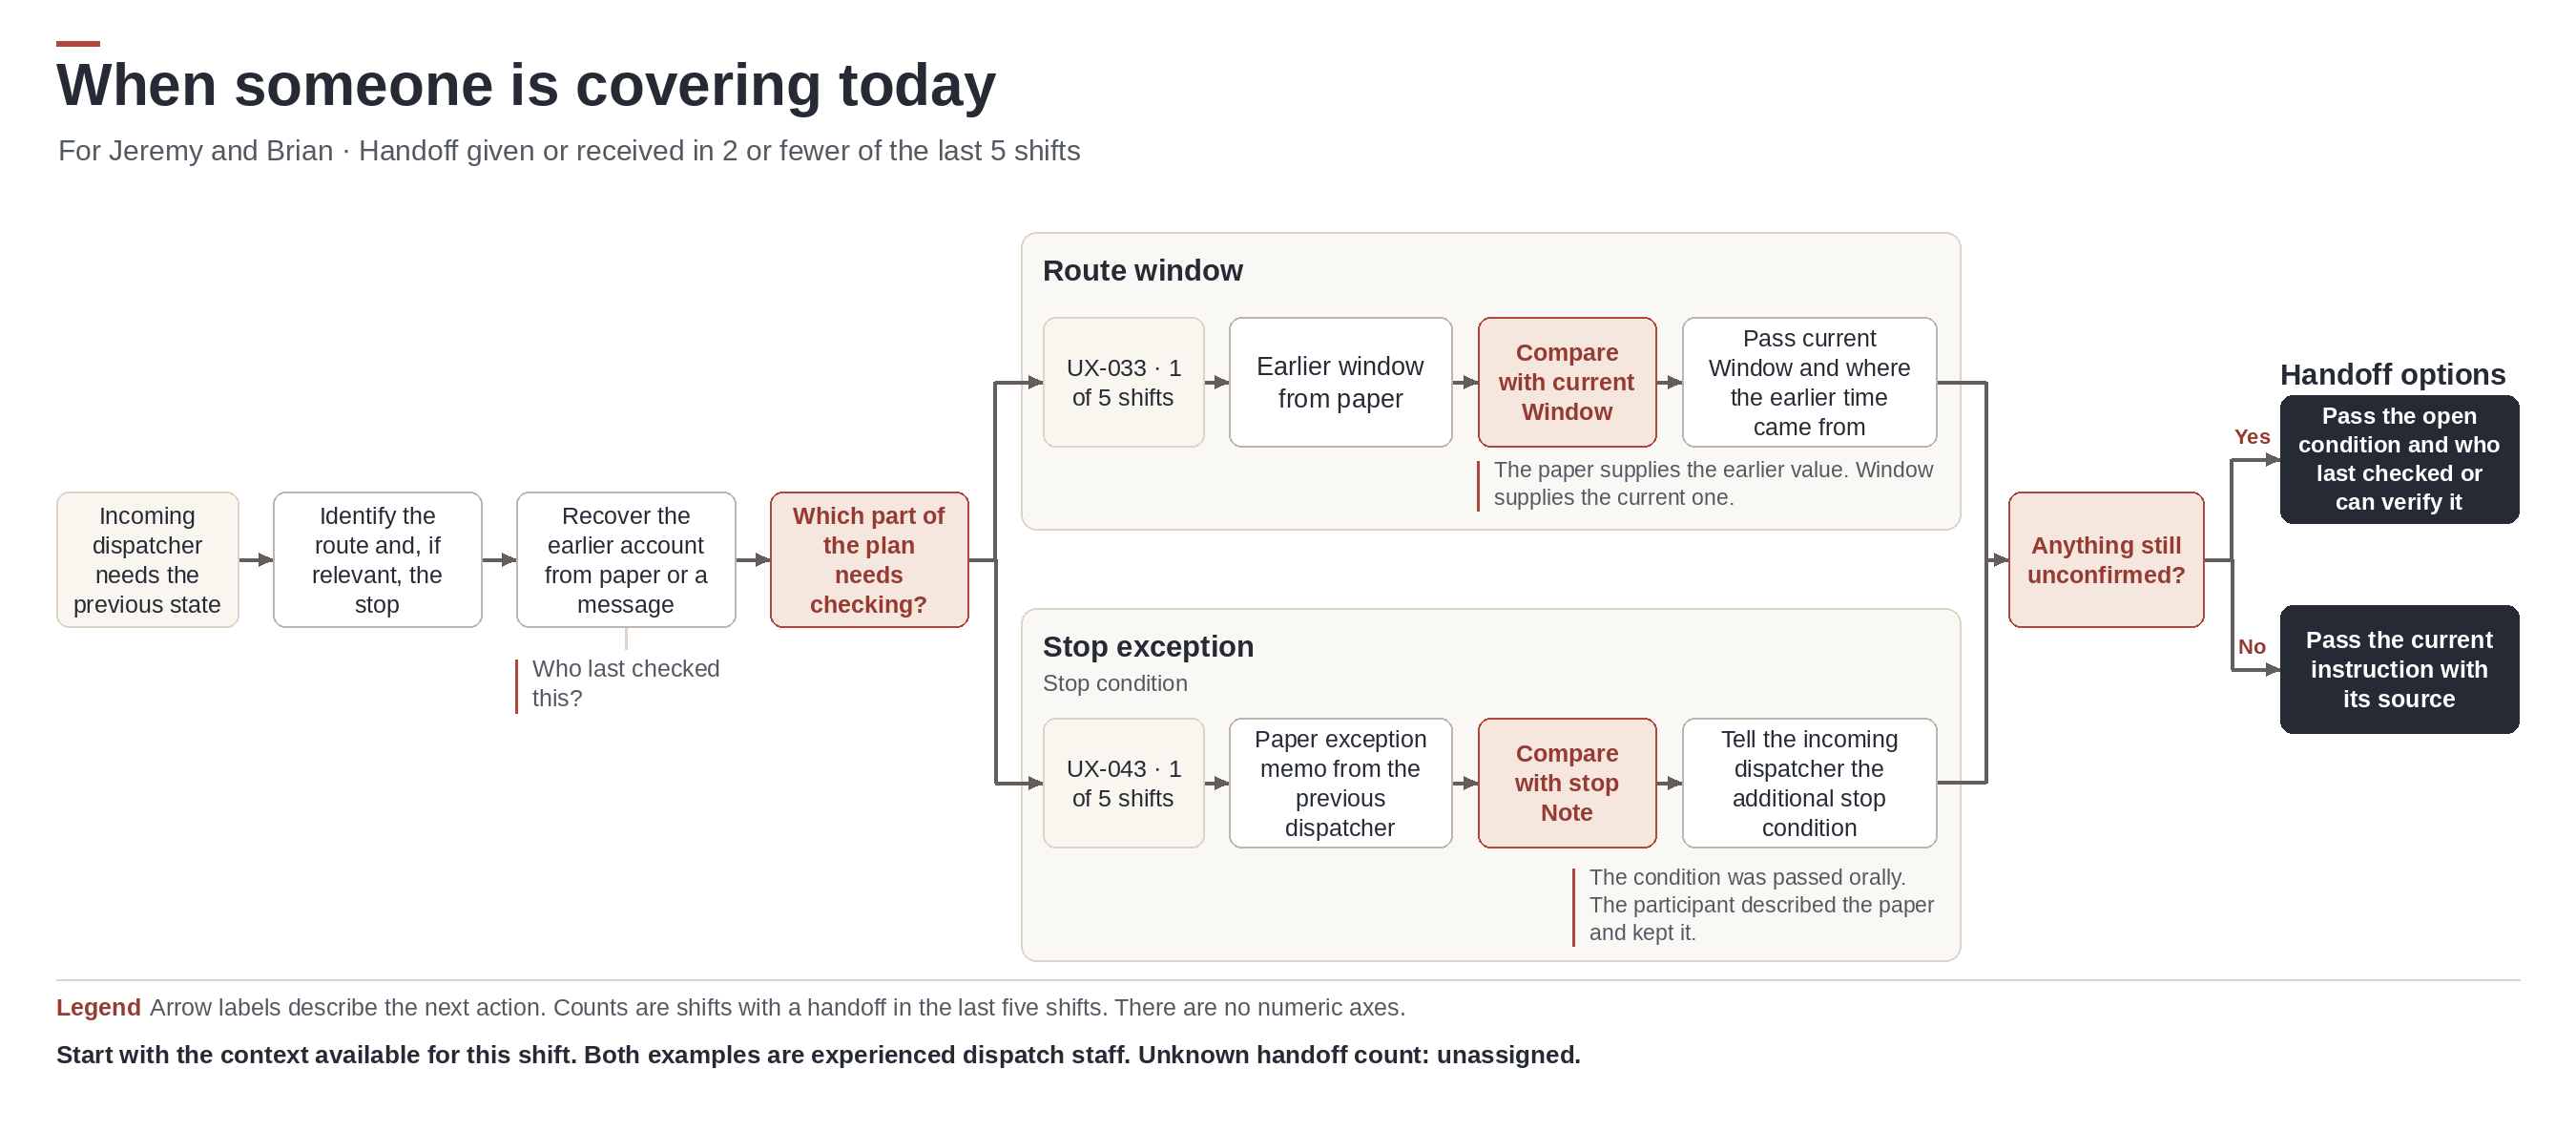 When someone is covering today
For Jeremy and Brian · Handoff given or received in 2 or fewer of the last 5 shifts
Incoming
dispatcher
needs the
previous state
Identify the
route and, if
relevant, the
stop
Recover the
earlier account
from paper or a
message
Who last checked
this?
Which part of
the plan
needs
checking?
Route window
UX-033 · 1
of 5 shifts
Earlier window
from paper
Compare
with current
Window
Pass current
Window and where
the earlier time
came from
The paper supplies the earlier value. Window
supplies the current one.
Stop exception
Stop condition
UX-043 · 1
of 5 shifts
Paper exception
memo from the
previous
dispatcher
Compare
with stop
Note
Tell the incoming
dispatcher the
additional stop
condition
The condition was passed orally.
The participant described the paper
and kept it.
Anything still
unconfirmed?
Handoff options
Yes
Pass the open
condition and who
last checked or
can verify it
No
Pass the current
instruction with
its source
Legend Arrow labels describe the next action. Counts are shifts with a handoff in the last five shifts. There are no numeric axes.
Start with the context available for this shift. Both examples are experienced dispatch staff. Unknown handoff count: unassigned.